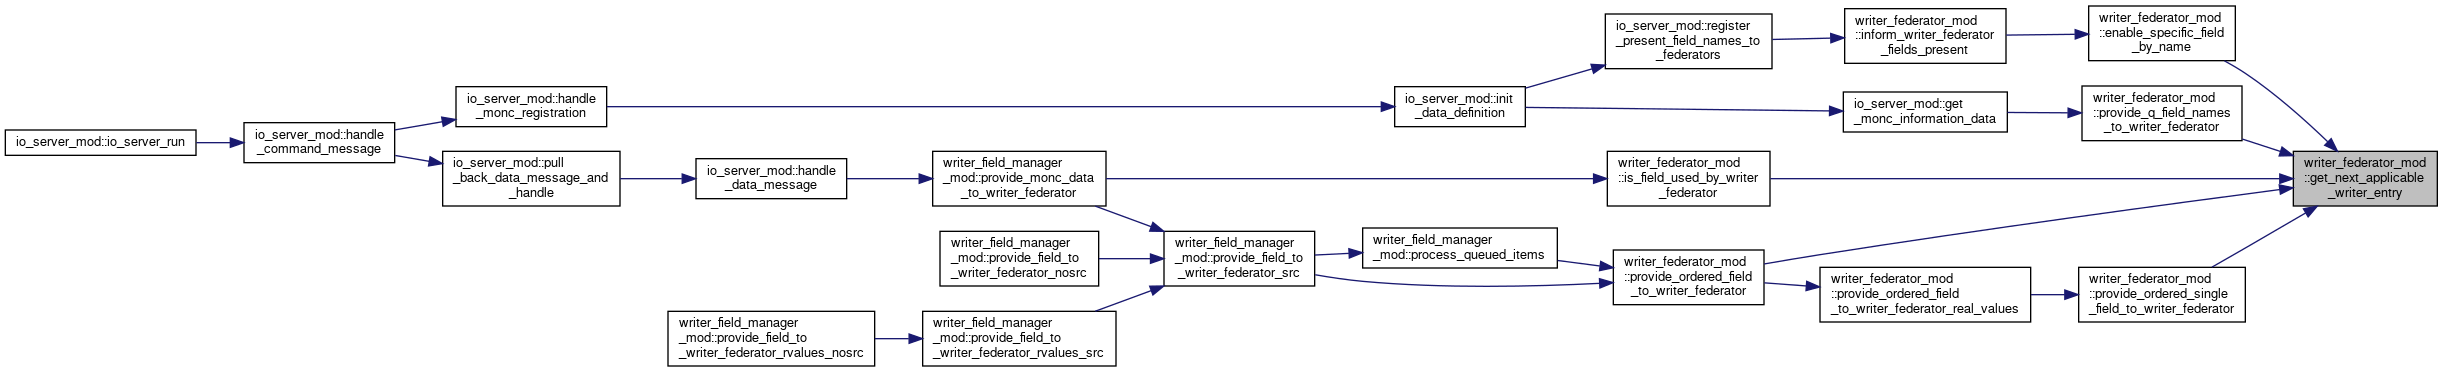 io_server_mod::io_server_run
io_server_mod::handle
_command_message
io_server_mod::handle
_monc_registration
io_server_mod::pull
_back_data_message_and
_handle
io_server_mod::handle
_data_message
writer_field_manager
_mod::provide_monc_data
_to_writer_federator
writer_field_manager
_mod::provide_field_to
_writer_federator_nosrc
writer_field_manager
_mod::provide_field_to
_writer_federator_rvalues_nosrc
writer_field_manager
_mod::provide_field_to
_writer_federator_rvalues_src
writer_field_manager
_mod::provide_field_to
_writer_federator_src
writer_field_manager
_mod::process_queued_items
io_server_mod::init
_data_definition
io_server_mod::register
_present_field_names_to
_federators
writer_federator_mod
::inform_writer_federator
_fields_present
writer_federator_mod
::enable_specific_field
_by_name
io_server_mod::get
_monc_information_data
writer_federator_mod
::provide_q_field_names
_to_writer_federator
writer_federator_mod
::is_field_used_by_writer
_federator
writer_federator_mod
::provide_ordered_field
_to_writer_federator
writer_federator_mod
::provide_ordered_field
_to_writer_federator_real_values
writer_federator_mod
::provide_ordered_single
_field_to_writer_federator
writer_federator_mod
::get_next_applicable
_writer_entry